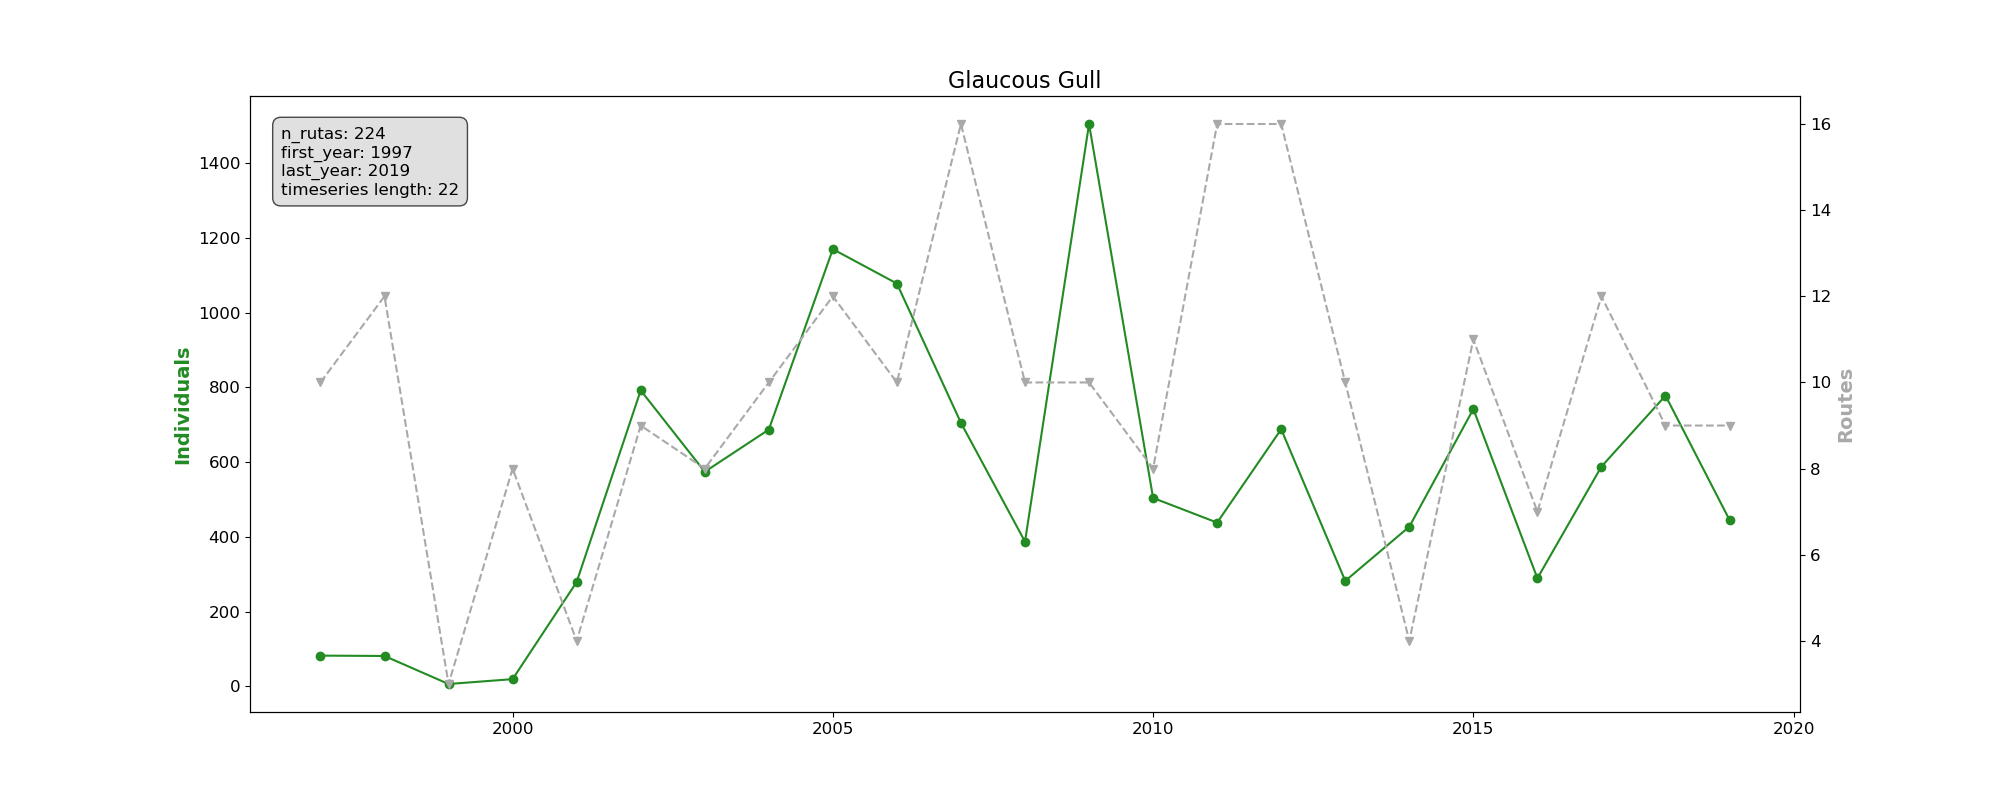 Glaucous Gull
n_rutas: 224
first_year: 1997
last_year: 2019
timeseries length: 22
1400
1200
1000
800
600
400
200
0
Individuals
16
14
12
10
8
6
4
Routes
2000
2005
2010
2015
2020